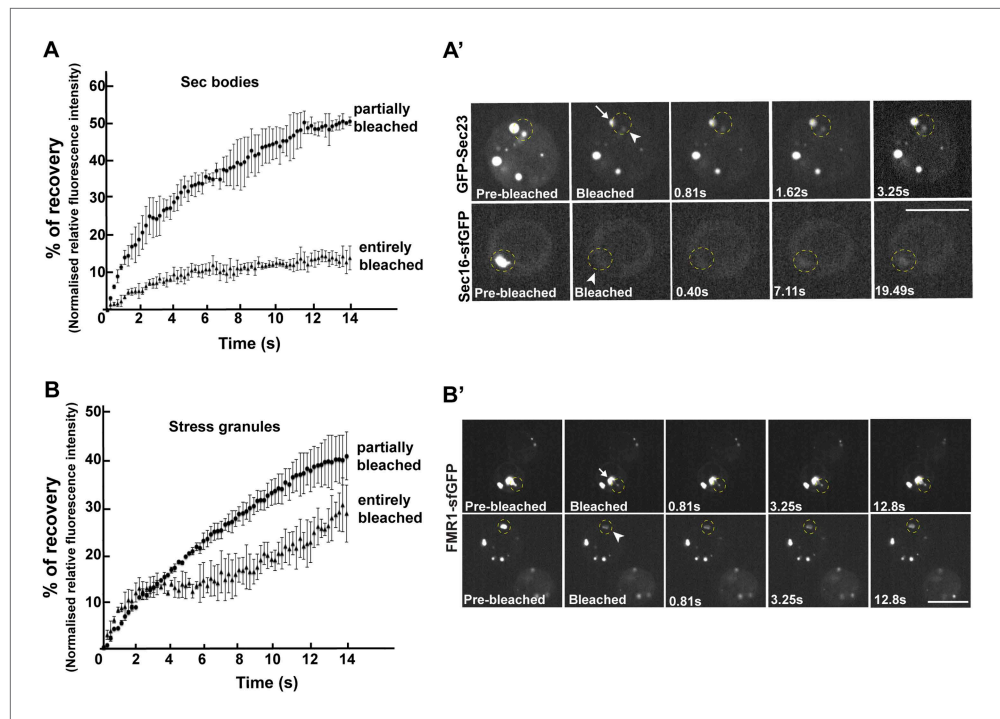 A
Sec bodies
60
50
40
30
20
10
0 2 4 6 8 10 12 14
Time (s)
% of recovery
(Normalised relative fluorescence intensity)
partially
bleached
entirely
bleached
A'
GFP-Sec23
Pre-bleached Bleached 0.81s 1.62s 3.25s
Sec16-sfGFP
Pre-bleached Bleached 0.40s 7.11s 19.49s
B
Stress granules
50
40
30
20
10
0 2 4 6 8 10 12 14
Time (s)
% of recovery
(Normalised relative fluorescence intensity)
partially
bleached
entirely
bleached
B'
FMR1-sfGFP
Pre-bleached Bleached 0.81s 3.25s 12.8s
Pre-bleached Bleached 0.81s 3.25s 12.8s